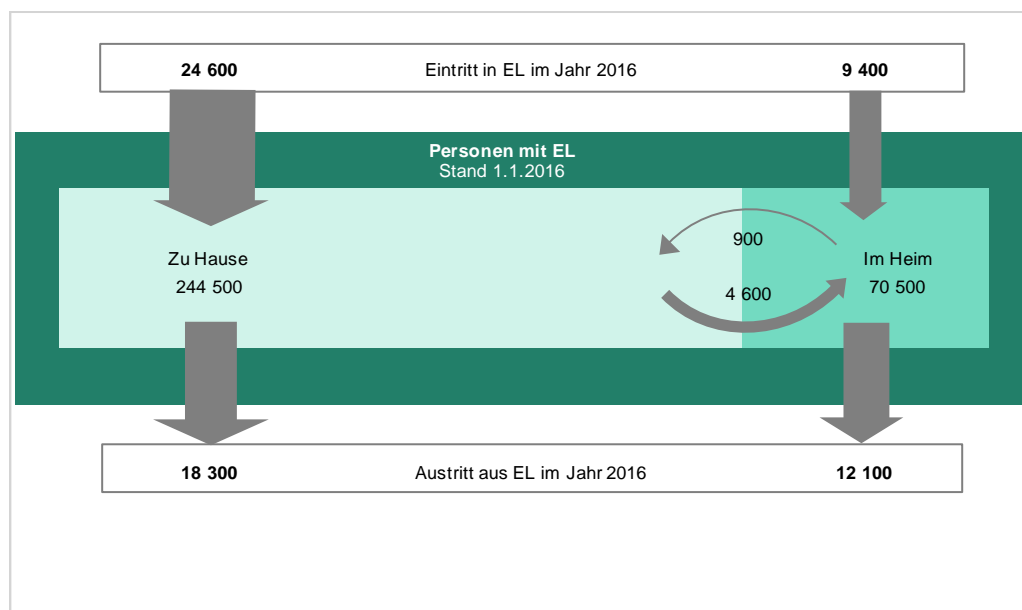 24 600 Eintritt in EL im Jahr 2016 9 400
Personen mit EL
Stand 1.1.2016
900
Zu Hause Im Heim
244 500 4 600 70 500
18 300 Austritt aus EL im Jahr 2016 12 100